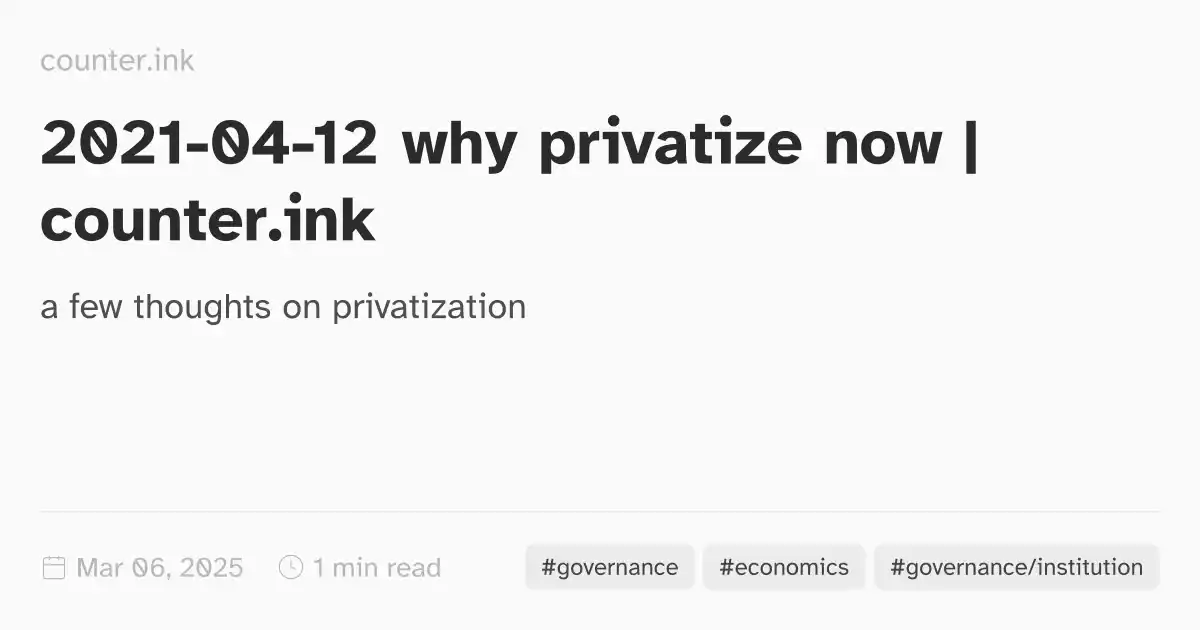 counter.ink
2021-04-12 why privatize now |
counter.ink
a few thoughts on privatization
Mar 06, 2025 1 min read #governance #economics #governance/institution